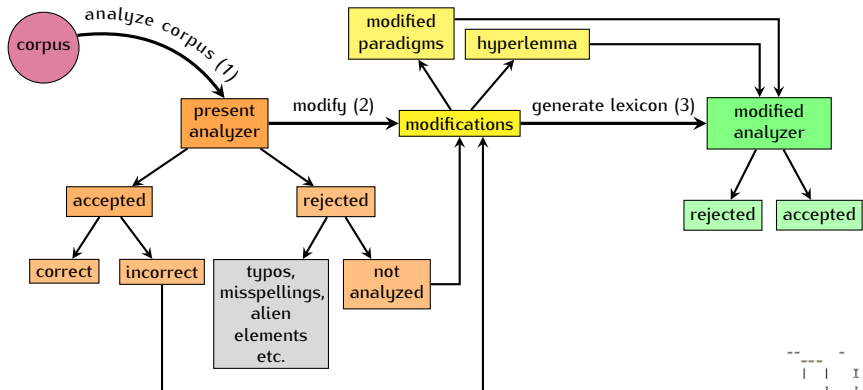 corpus
analyze corpus (1)
modified
paradigms
hyperlemma
present
analyzer
modify (2)
modifications
generate lexicon (3)
modified
analyzer
accepted
rejected
rejected
accepted
correct
incorrect
typos,
misspellings,
alien
elements
etc.
not
analyzed